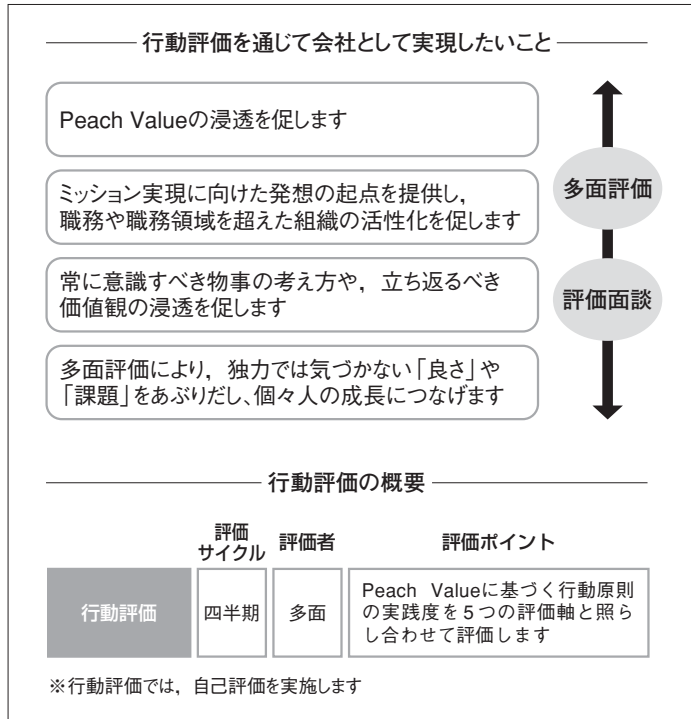 行動評価を通じて会社として実現したいこと
Peach Valueの浸透を促します
ミッション実現に向けた発想の起点を提供し，
職務や職務領域を超えた組織の活性化を促します
常に意識すべき物事の考え方や，立ち返るべき
価値観の浸透を促します
多面評価により，独力では気づかない「良さ」や
「課題」をあぶりだし、個々人の成長につなげます
多面評価
評価面談
行動評価の概要
評価
サイクル
評価者
評価ポイント
行動評価
四半期
多面
Peach Valueに基づく行動原則
の実践度を5つの評価軸と照ら
し合わせて評価します
※行動評価では，自己評価を実施します